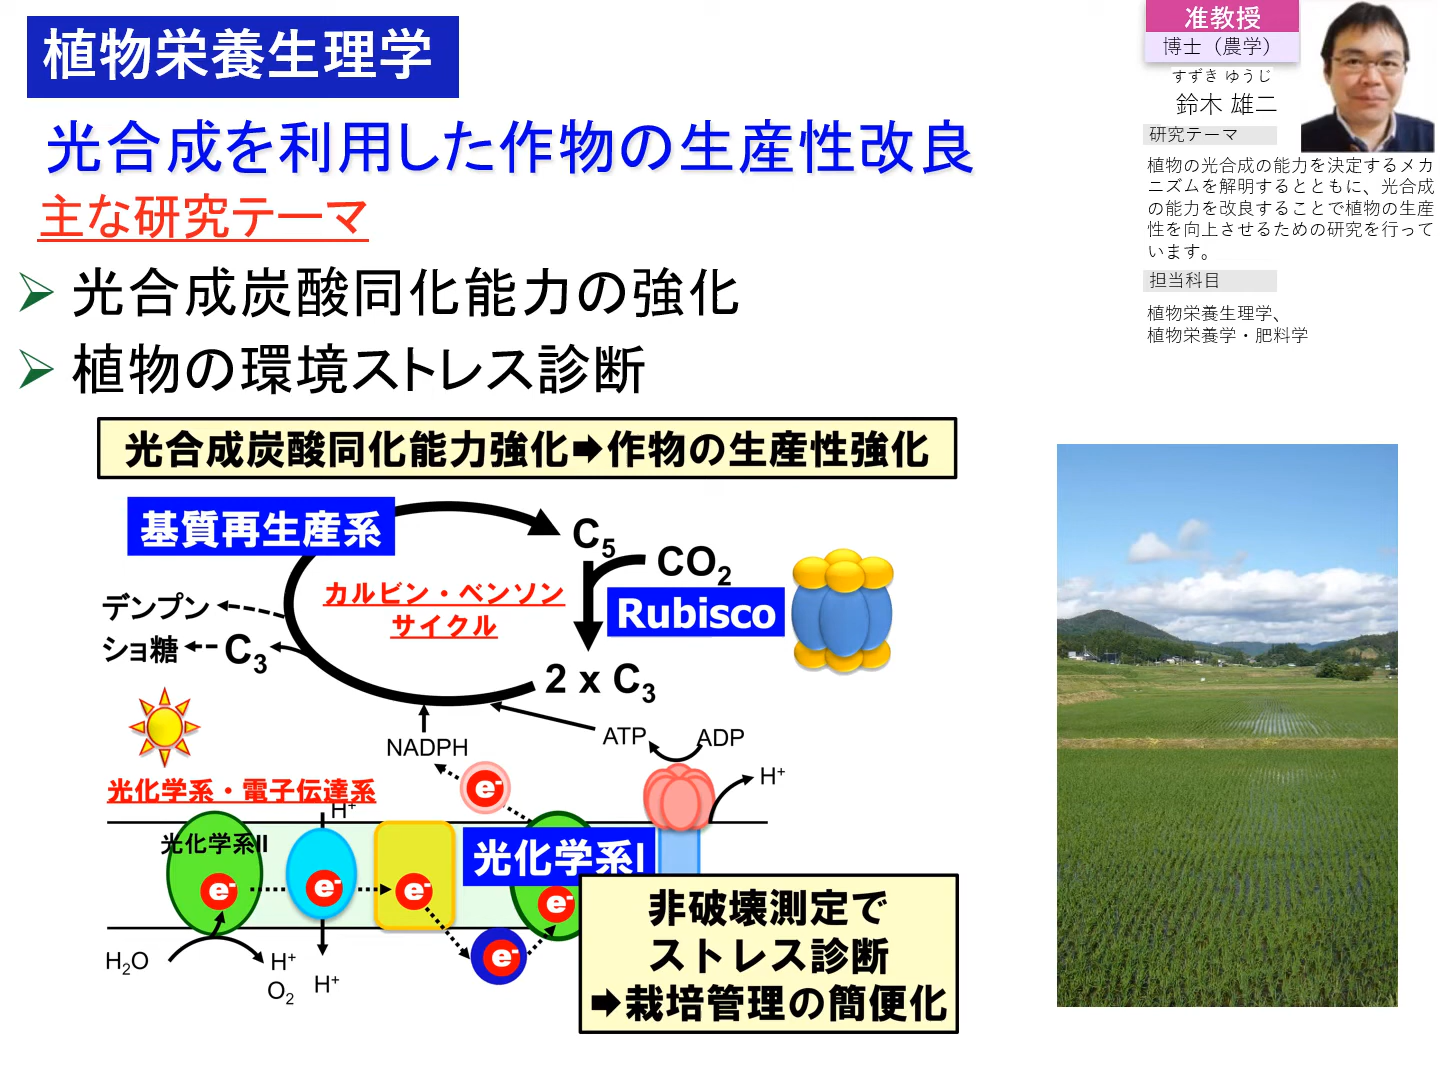 植物栄養生理学
光合成を利用した作物の生産性改良
主な研究テーマ
光合成炭酸同化能力の強化
植物の環境ストレス診断
准教授
博士（農学）
すずき ゆうじ
鈴木 雄二
研究テーマ
植物の光合成の能力を決定するメカ
ニズムを解明するとともに、光合成
の能力を改良することで植物の生産
性を向上させるための研究を行って
います。
担当科目
植物栄養生理学、
植物栄養学・肥料学
光合成炭酸同化能力強化➡作物の生産性強化
基質再生産系
C5
CO2
カルビン・ベンソン
サイクル
Rubisco
デンプン
ショ糖
C3
2 x C3
NADPH
ATP
ADP
H+
e-
光化学系・電子伝達系
H+
光化学系II
光化学系I
e-
e-
e-
e-
e-
H2O
H+
O2
H+
非破壊測定で
ストレス診断
➡栽培管理の簡便化